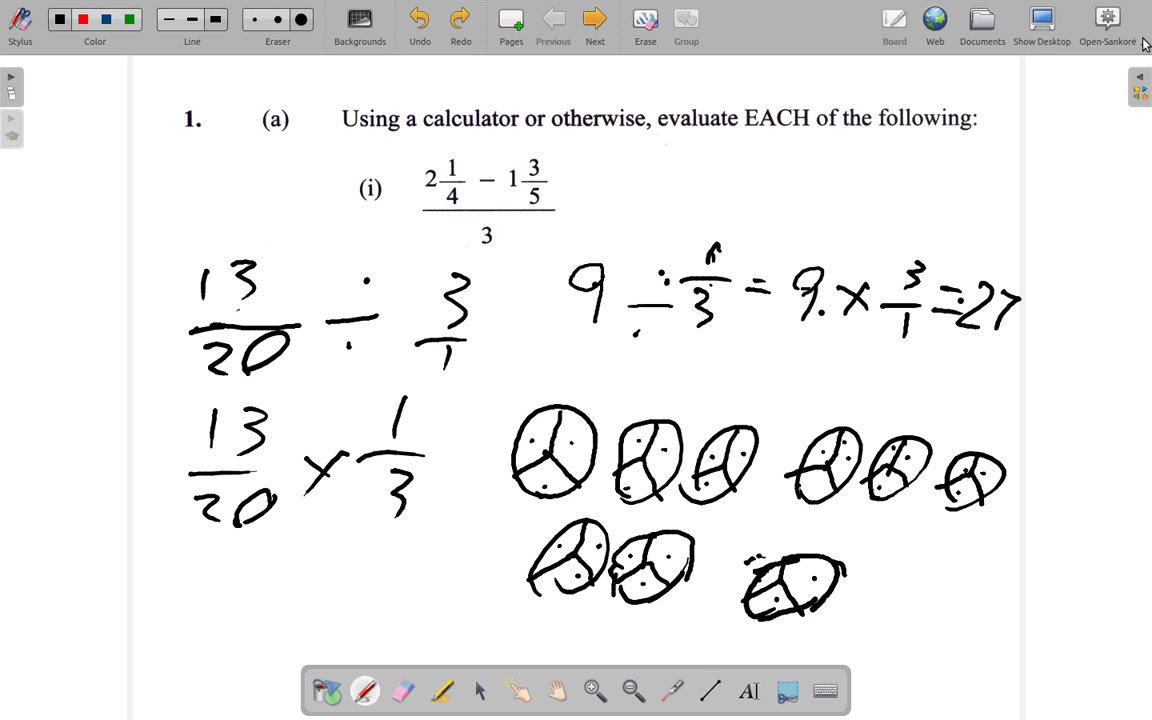 Stylus Color Line Eraser Backgrounds Undo Redo Pages Previous Next Erase Group Board Web Documents Show Desktop Open-Sankoré
1. (a) Using a calculator or otherwise, evaluate EACH of the following:
(i) (2 1/4 − 1 3/5) / 3
13/20 ÷ 3/1
9 ÷ 1/3 = 9 × 3/1 = 27
13/20 × 1/3
AI